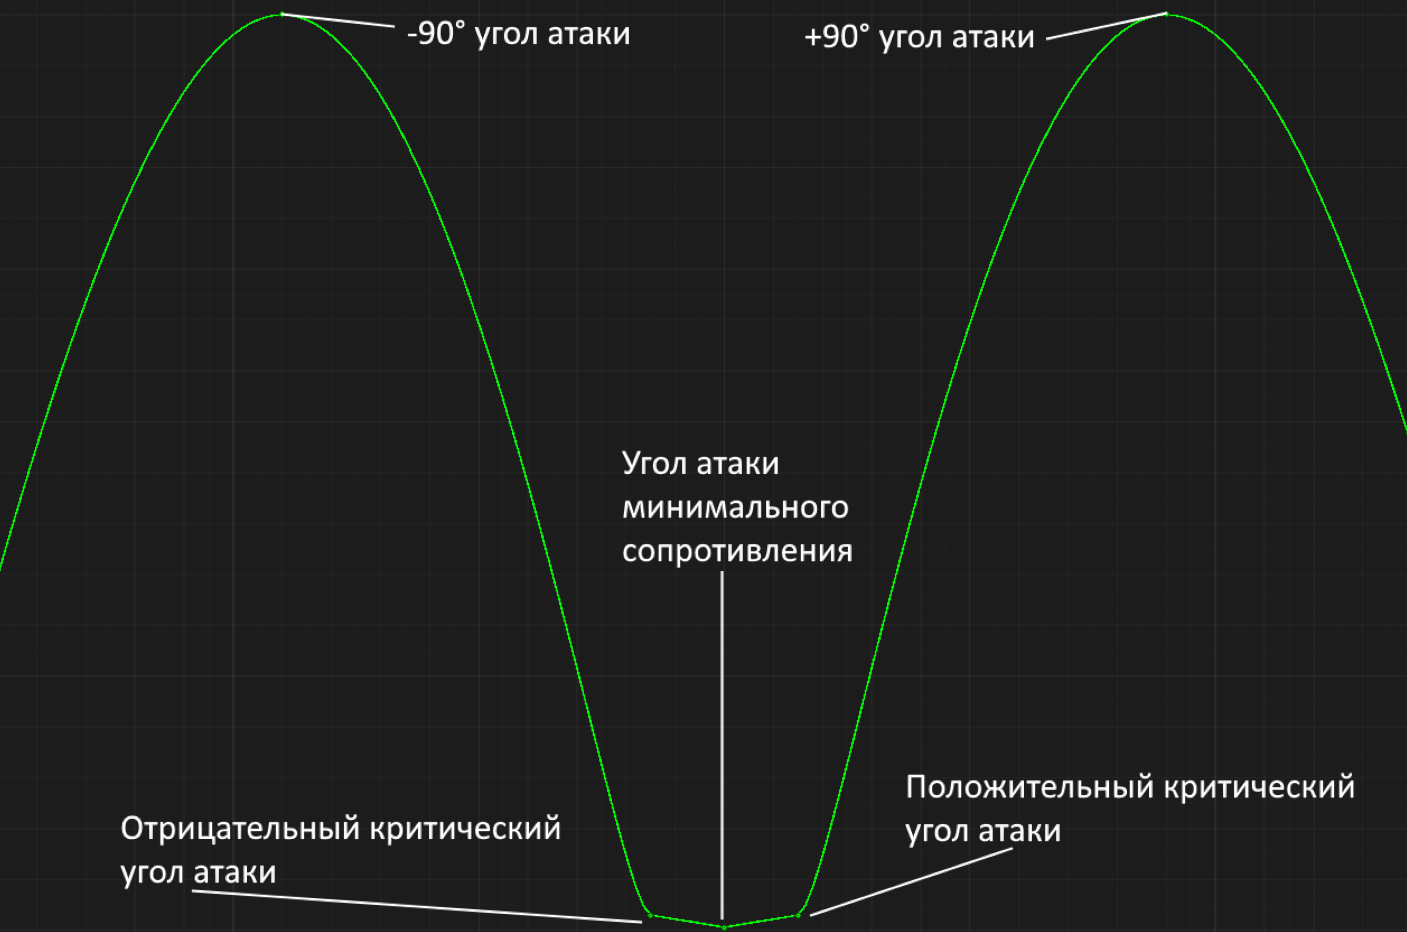 -90° угол атаки
+90° угол атаки
Угол атаки
минимального
сопротивления
Отрицательный критический
угол атаки
Положительный критический
угол атаки